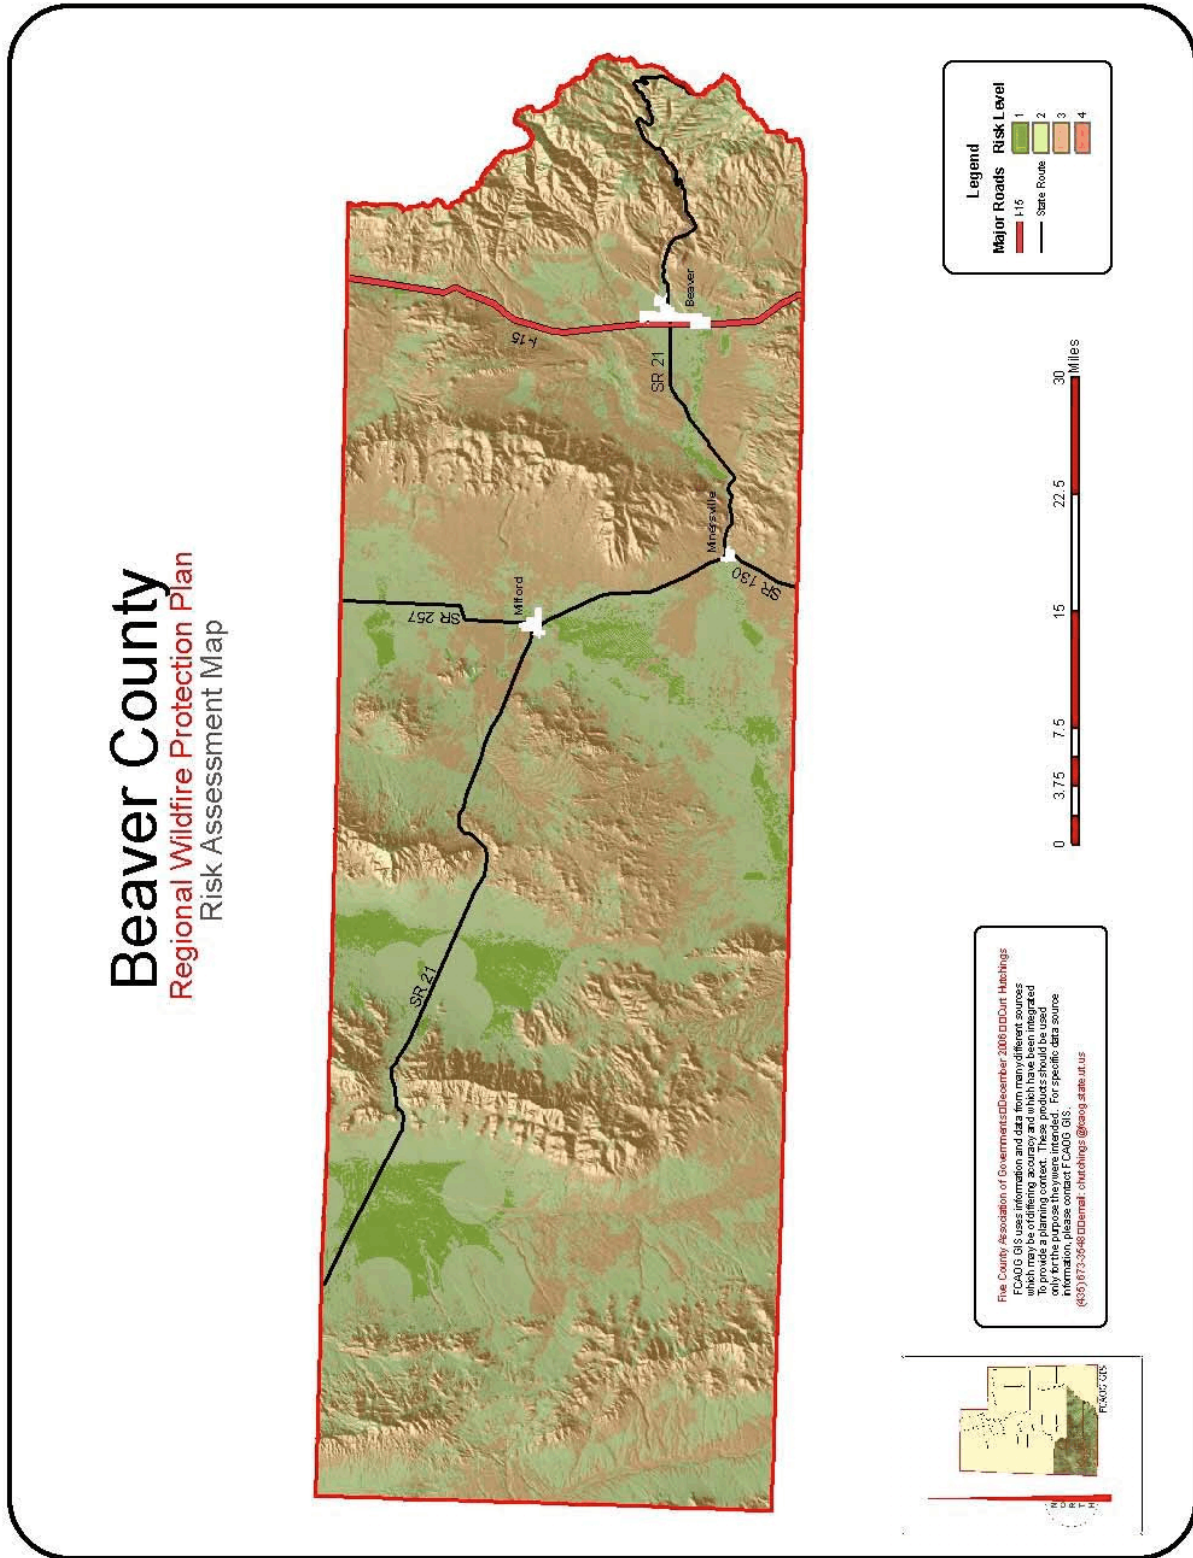 Beaver County
Regional Wildfire Protection Plan
Risk Assessment Map
SR 21
SR 257
Milford
Minersville
SR 130
SR 21
I-15
Beaver
Five County Association of Governments□December 2006□□Curt Hutchings
FCAOG GIS uses information and data from many different sources
which may be of differing accuracy and which have been integrated
To provide a planning context. These products should be used
only for the purpose they were intended. For specific data source
information, please contact FCAOG GIS.
(435) 673-3548□□email: chutchings@fcaog.state.ut.us
0 3.75 7.5 15 22.5 30
Miles
Legend
Major Roads
I-15
State Route
Risk Level
1
2
3
4
NORTH
FCAOG GIS